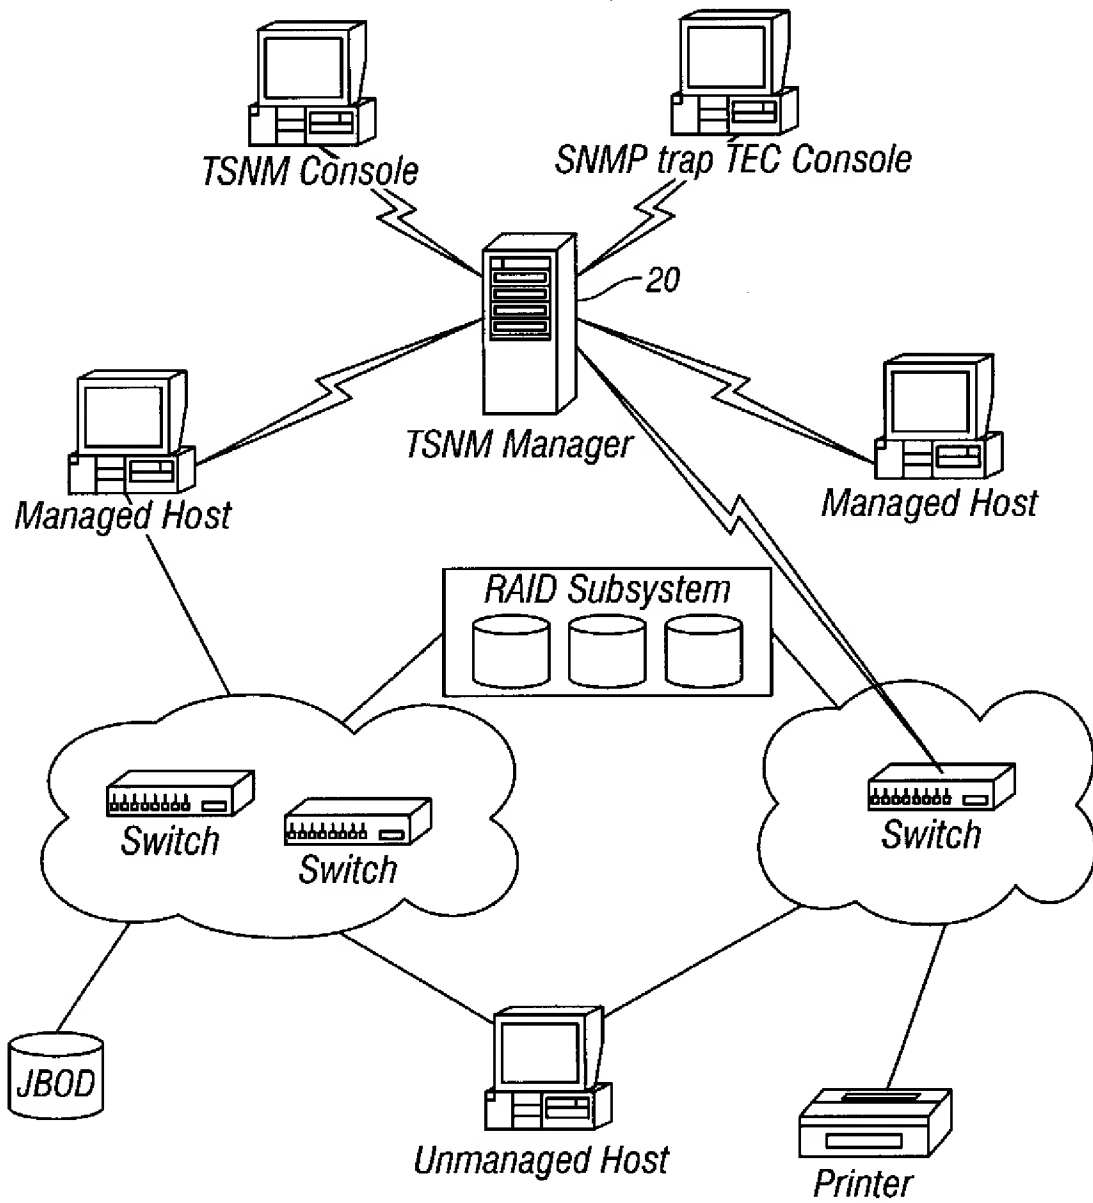 TSNM Console
SNMP trap TEC Console
20
TSNM Manager
Managed Host
Managed Host
RAID Subsystem
Switch
Switch
Switch
JBOD
Unmanaged Host
Printer